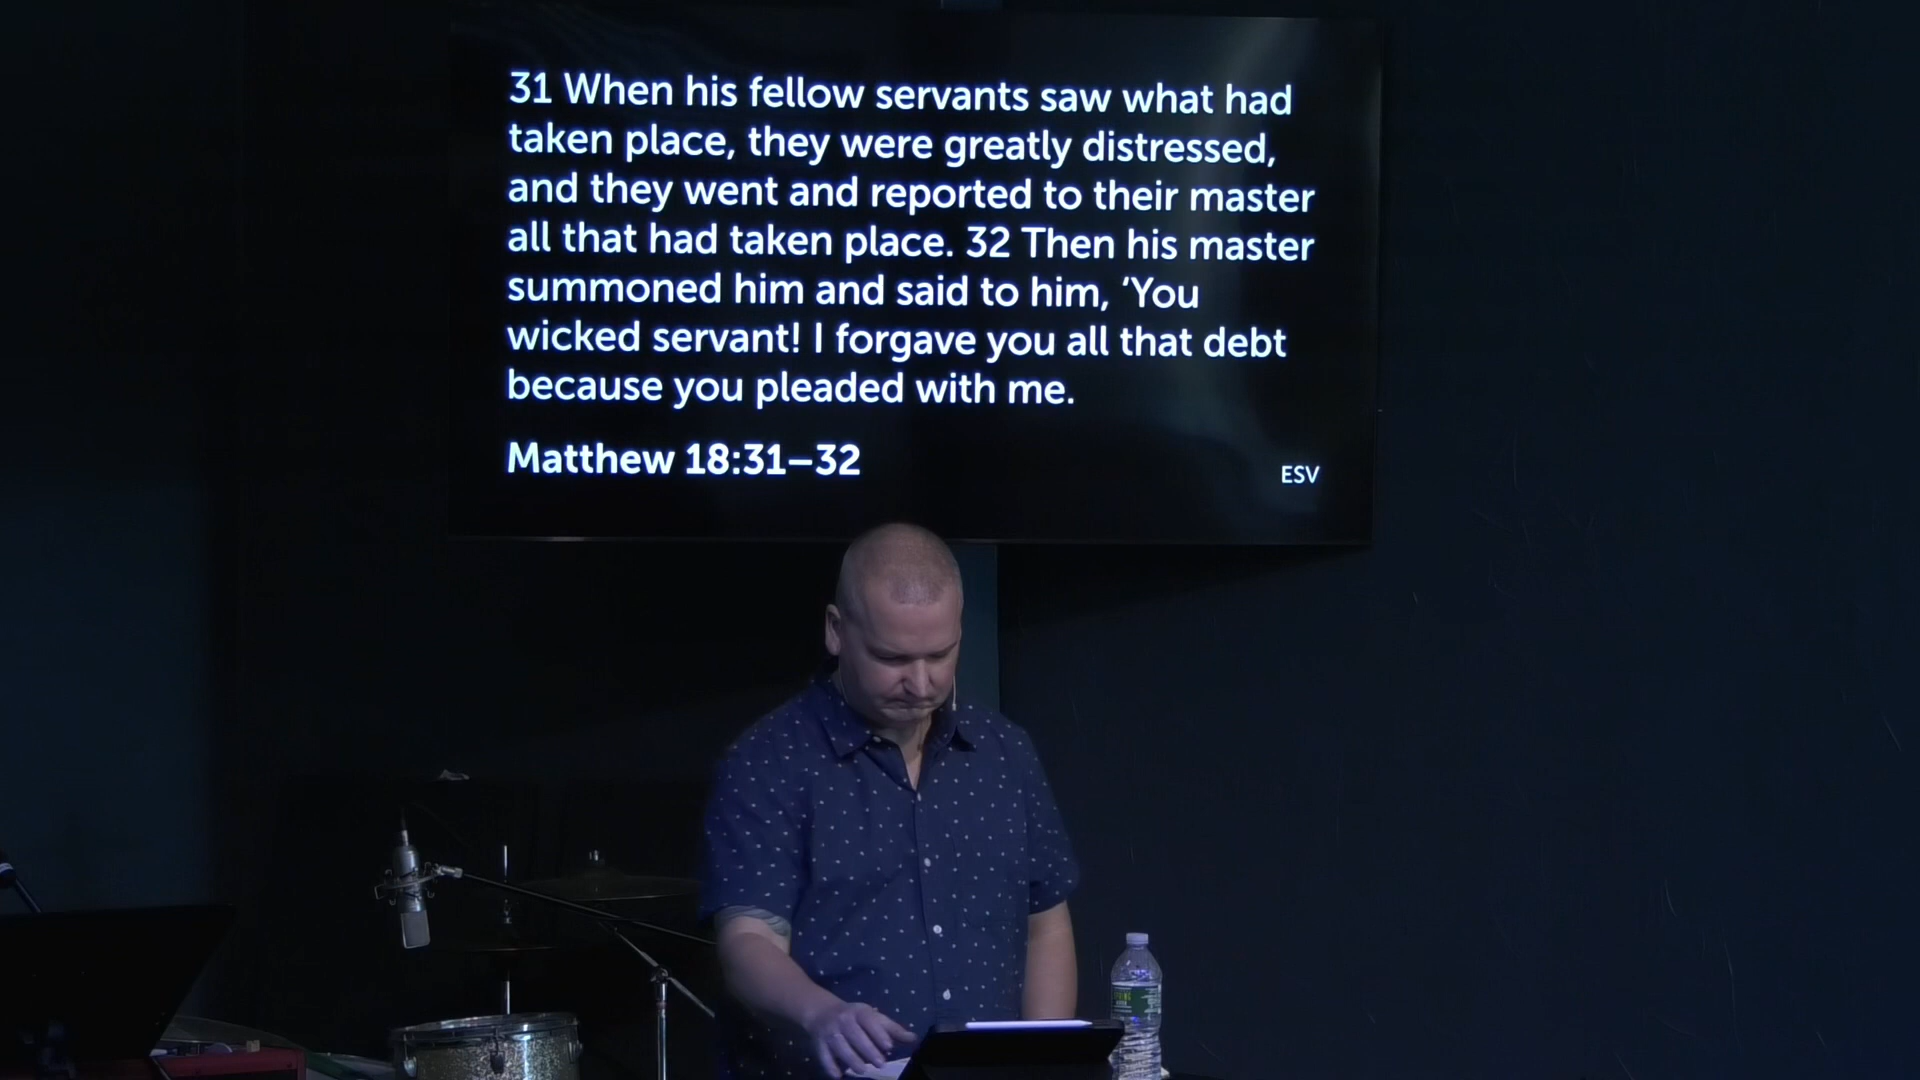 31 When his fellow servants saw what had
taken place, they were greatly distressed,
and they went and reported to their master
all that had taken place. 32 Then his master
summoned him and said to him, ‘You
wicked servant! I forgave you all that debt
because you pleaded with me.
Matthew 18:31–32
ESV